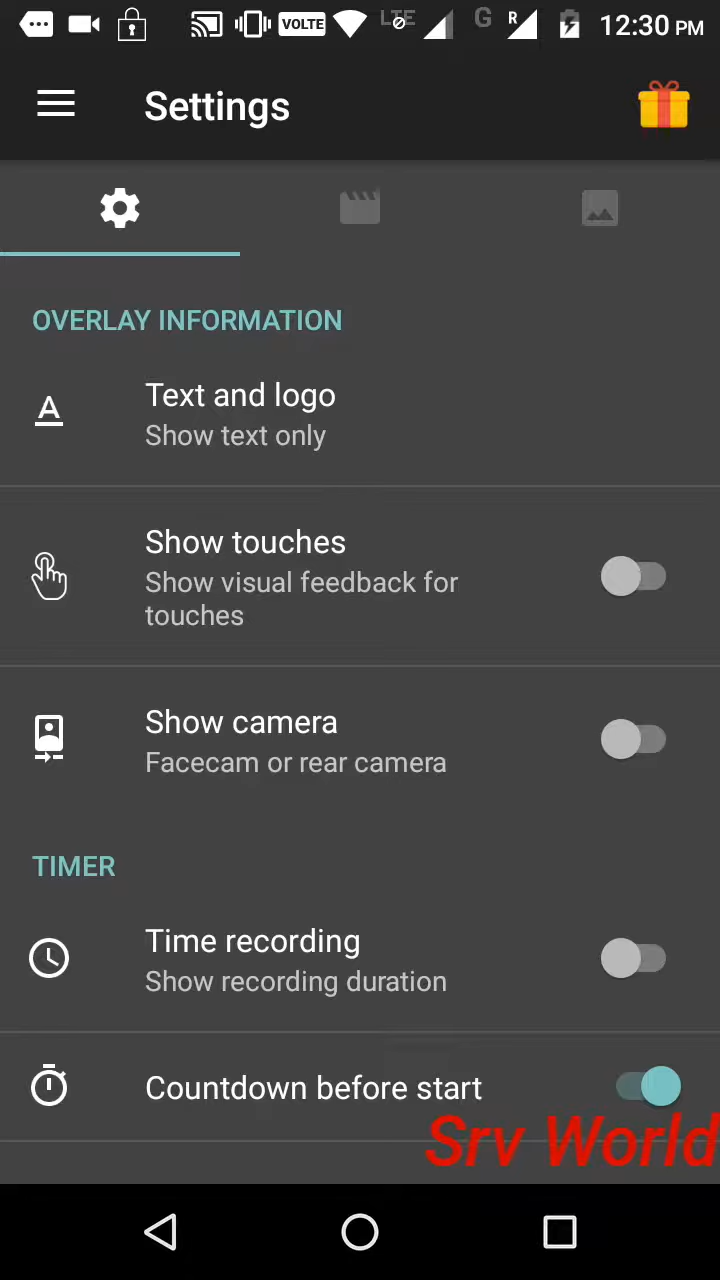 VOLTE LTE G R 12:30 PM
Settings
OVERLAY INFORMATION
Text and logo
Show text only
Show touches
Show visual feedback for
touches
Show camera
Facecam or rear camera
TIMER
Time recording
Show recording duration
Countdown before start
Srv World